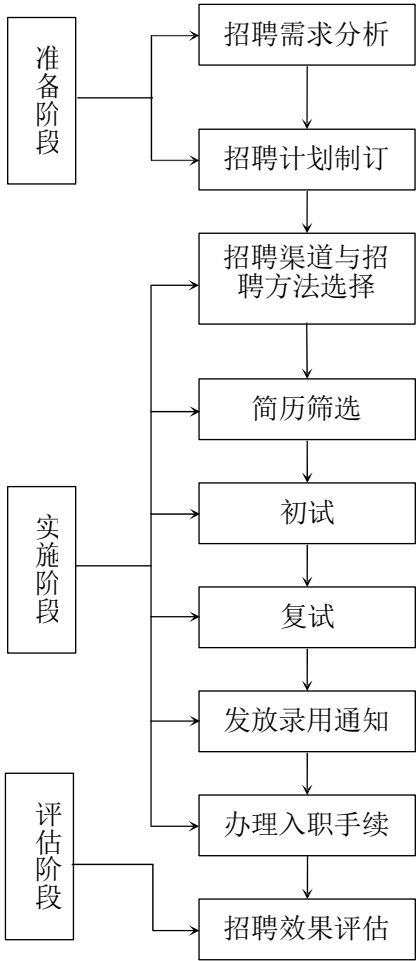 准备阶段
招聘需求分析
招聘计划制订
招聘渠道与招
聘方法选择
简历筛选
实施阶段
初试
复试
发放录用通知
评估阶段
办理入职手续
招聘效果评估